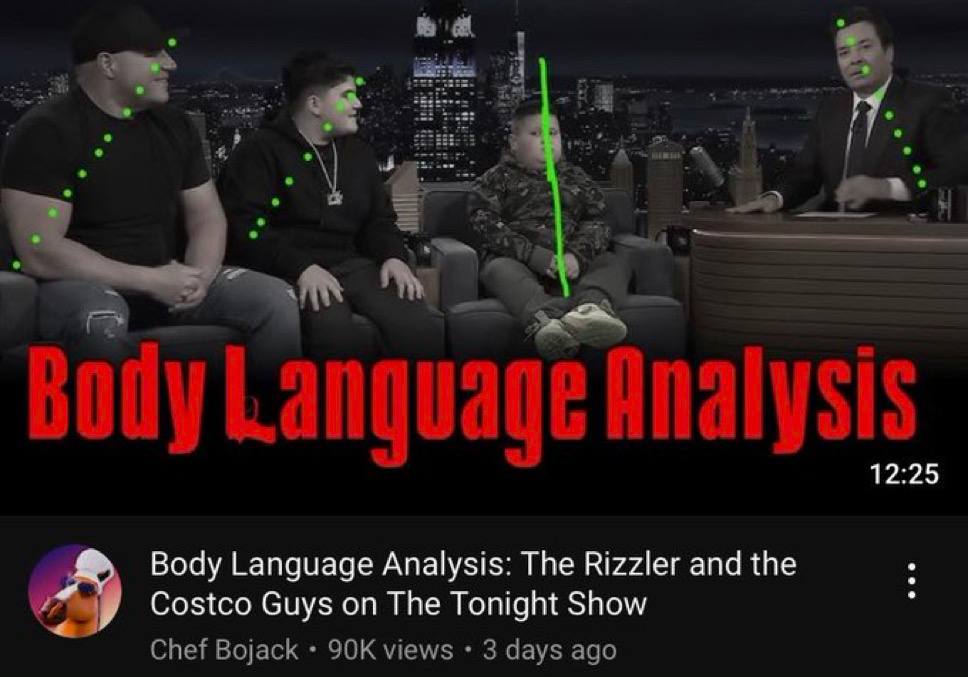 Body Language Analysis
12:25
Body Language Analysis: The Rizzler and the
Costco Guys on The Tonight Show
Chef Bojack • 90K views • 3 days ago